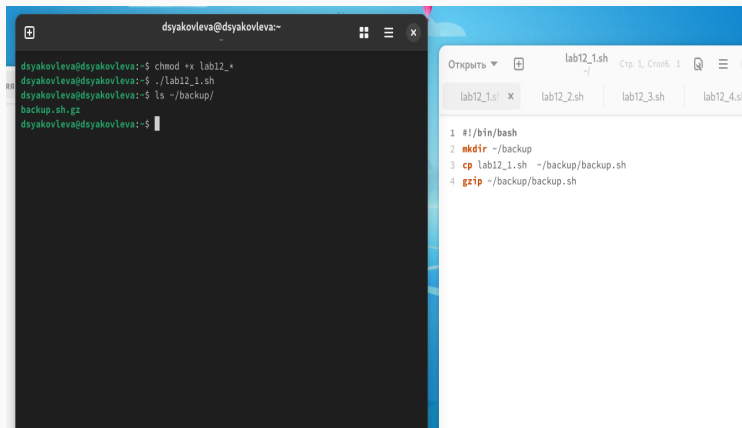 dsyakovleva@dsyakovleva:~
~
dsyakovleva@dsyakovleva:~$ chmod +x lab12_*
dsyakovleva@dsyakovleva:~$ ./lab12_1.sh
dsyakovleva@dsyakovleva:~$ ls ~/backup/
backup.sh.gz
dsyakovleva@dsyakovleva:~$
Открыть
lab12_1.sh
~/
Стр. 1, Столб. 1
lab12_1.sl
lab12_2.sh
lab12_3.sh
lab12_4.s
1 #!/bin/bash
2 mkdir ~/backup
3 cp lab12_1.sh  ~/backup/backup.sh
4 gzip ~/backup/backup.sh